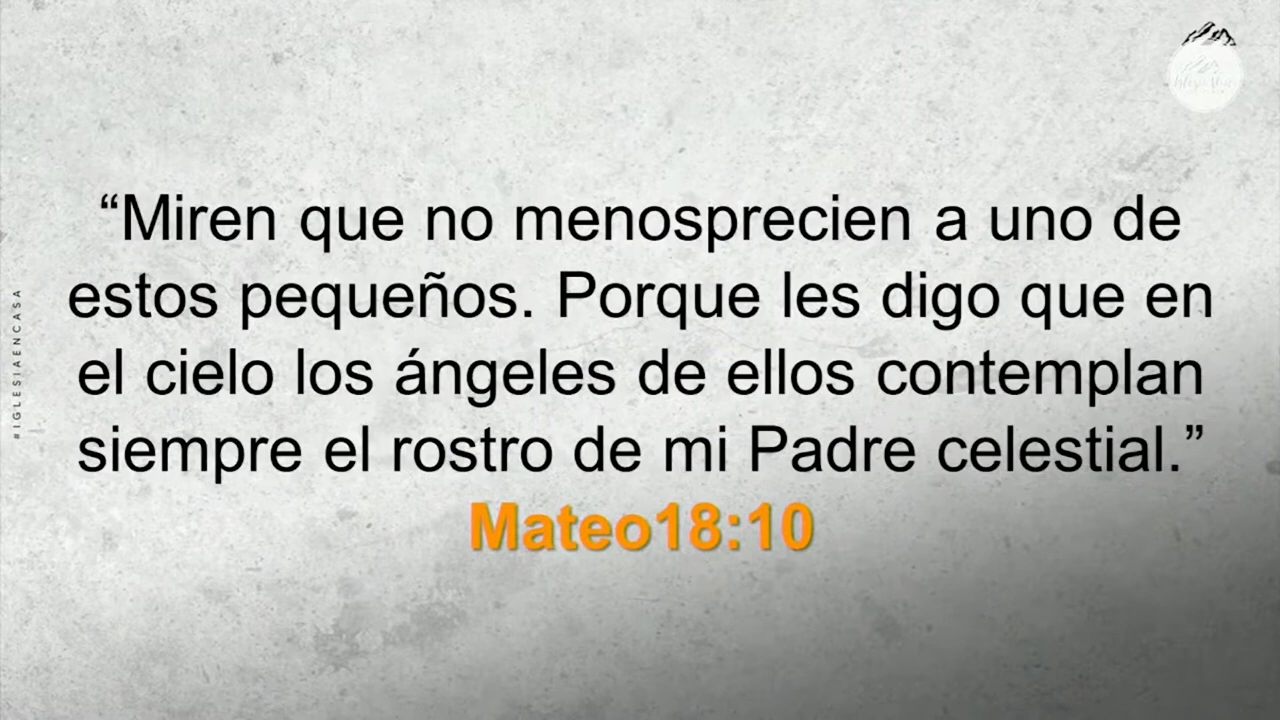 “Miren que no menosprecien a uno de
estos pequeños. Porque les digo que en
el cielo los ángeles de ellos contemplan
siempre el rostro de mi Padre celestial.”
Mateo18:10
#IGLESIAENCASA